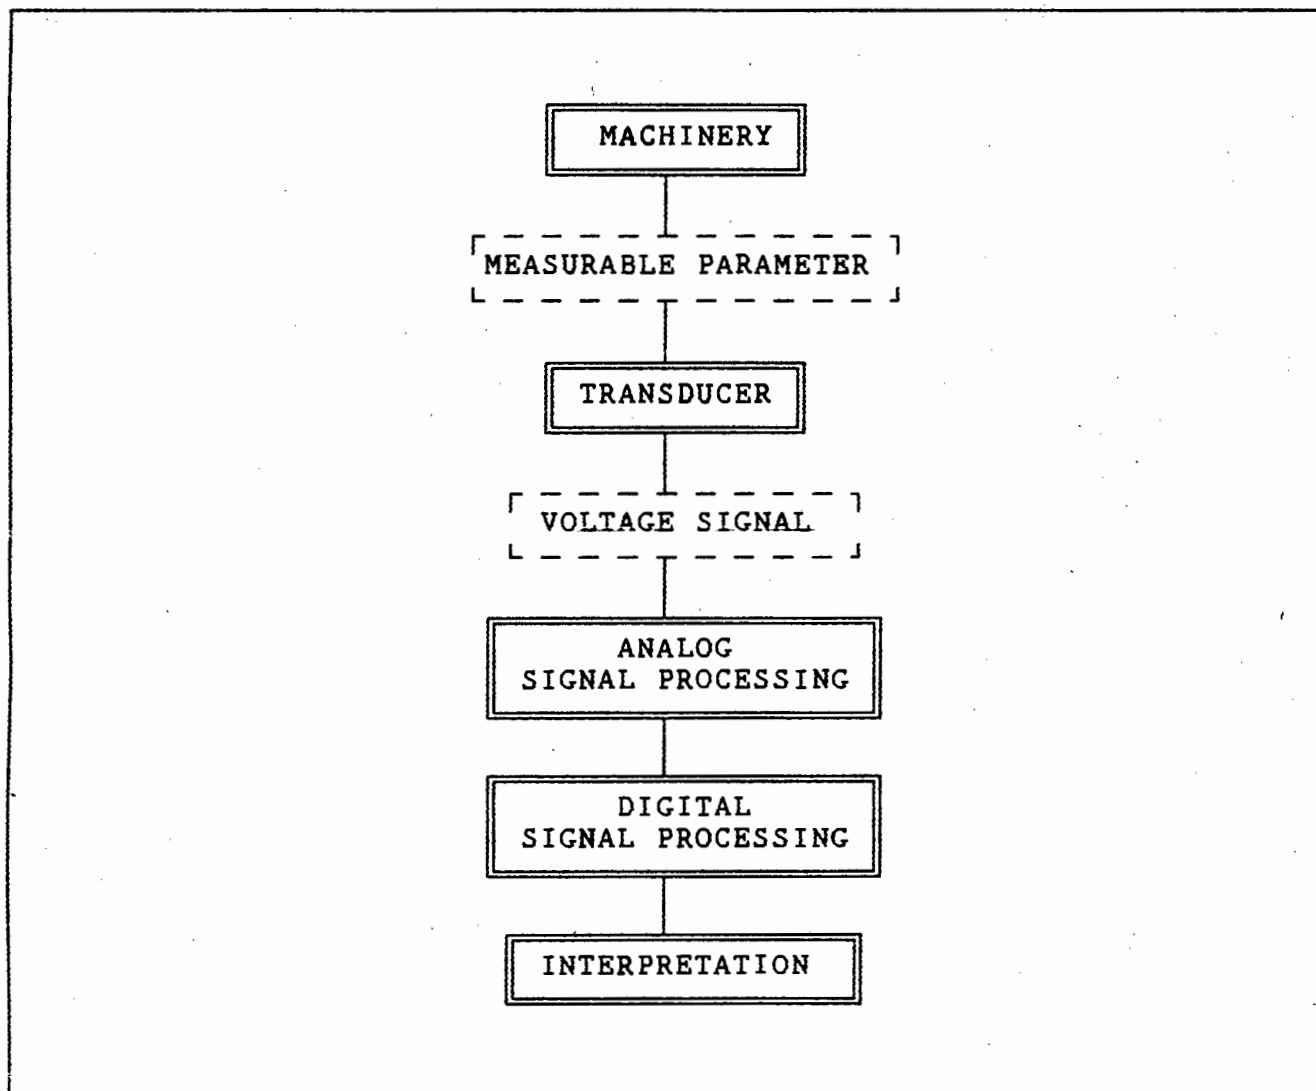 MACHINERY
MEASURABLE PARAMETER
TRANSDUCER
VOLTAGE SIGNAL
ANALOG
SIGNAL PROCESSING
DIGITAL
SIGNAL PROCESSING
INTERPRETATION